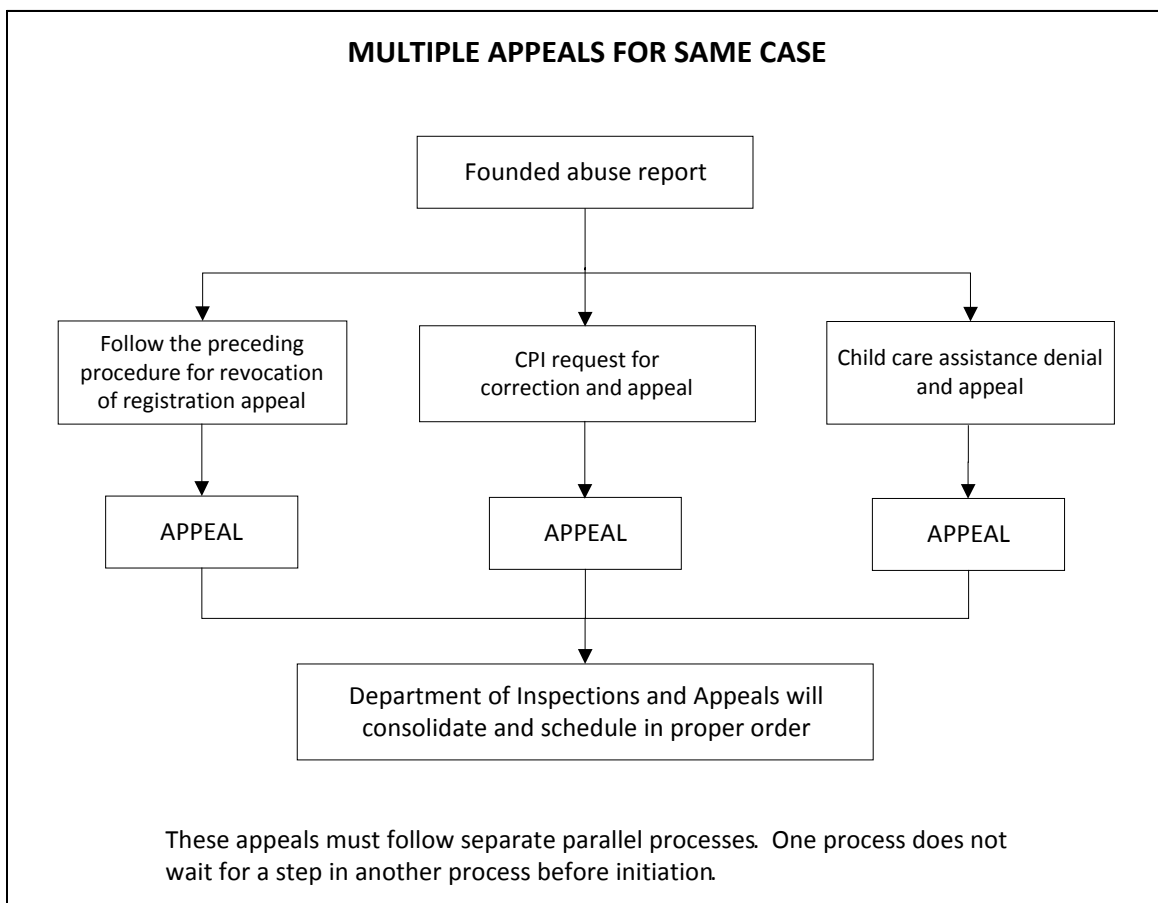 MULTIPLE APPEALS FOR SAME CASE
Founded abuse report
Follow the preceding
procedure for revocation
of registration appeal
CPI request for
correction and appeal
Child care assistance denial
and appeal
APPEAL
APPEAL
APPEAL
Department of Inspections and Appeals will
consolidate and schedule in proper order
These appeals must follow separate parallel processes.  One process does not
wait for a step in another process before initiation.